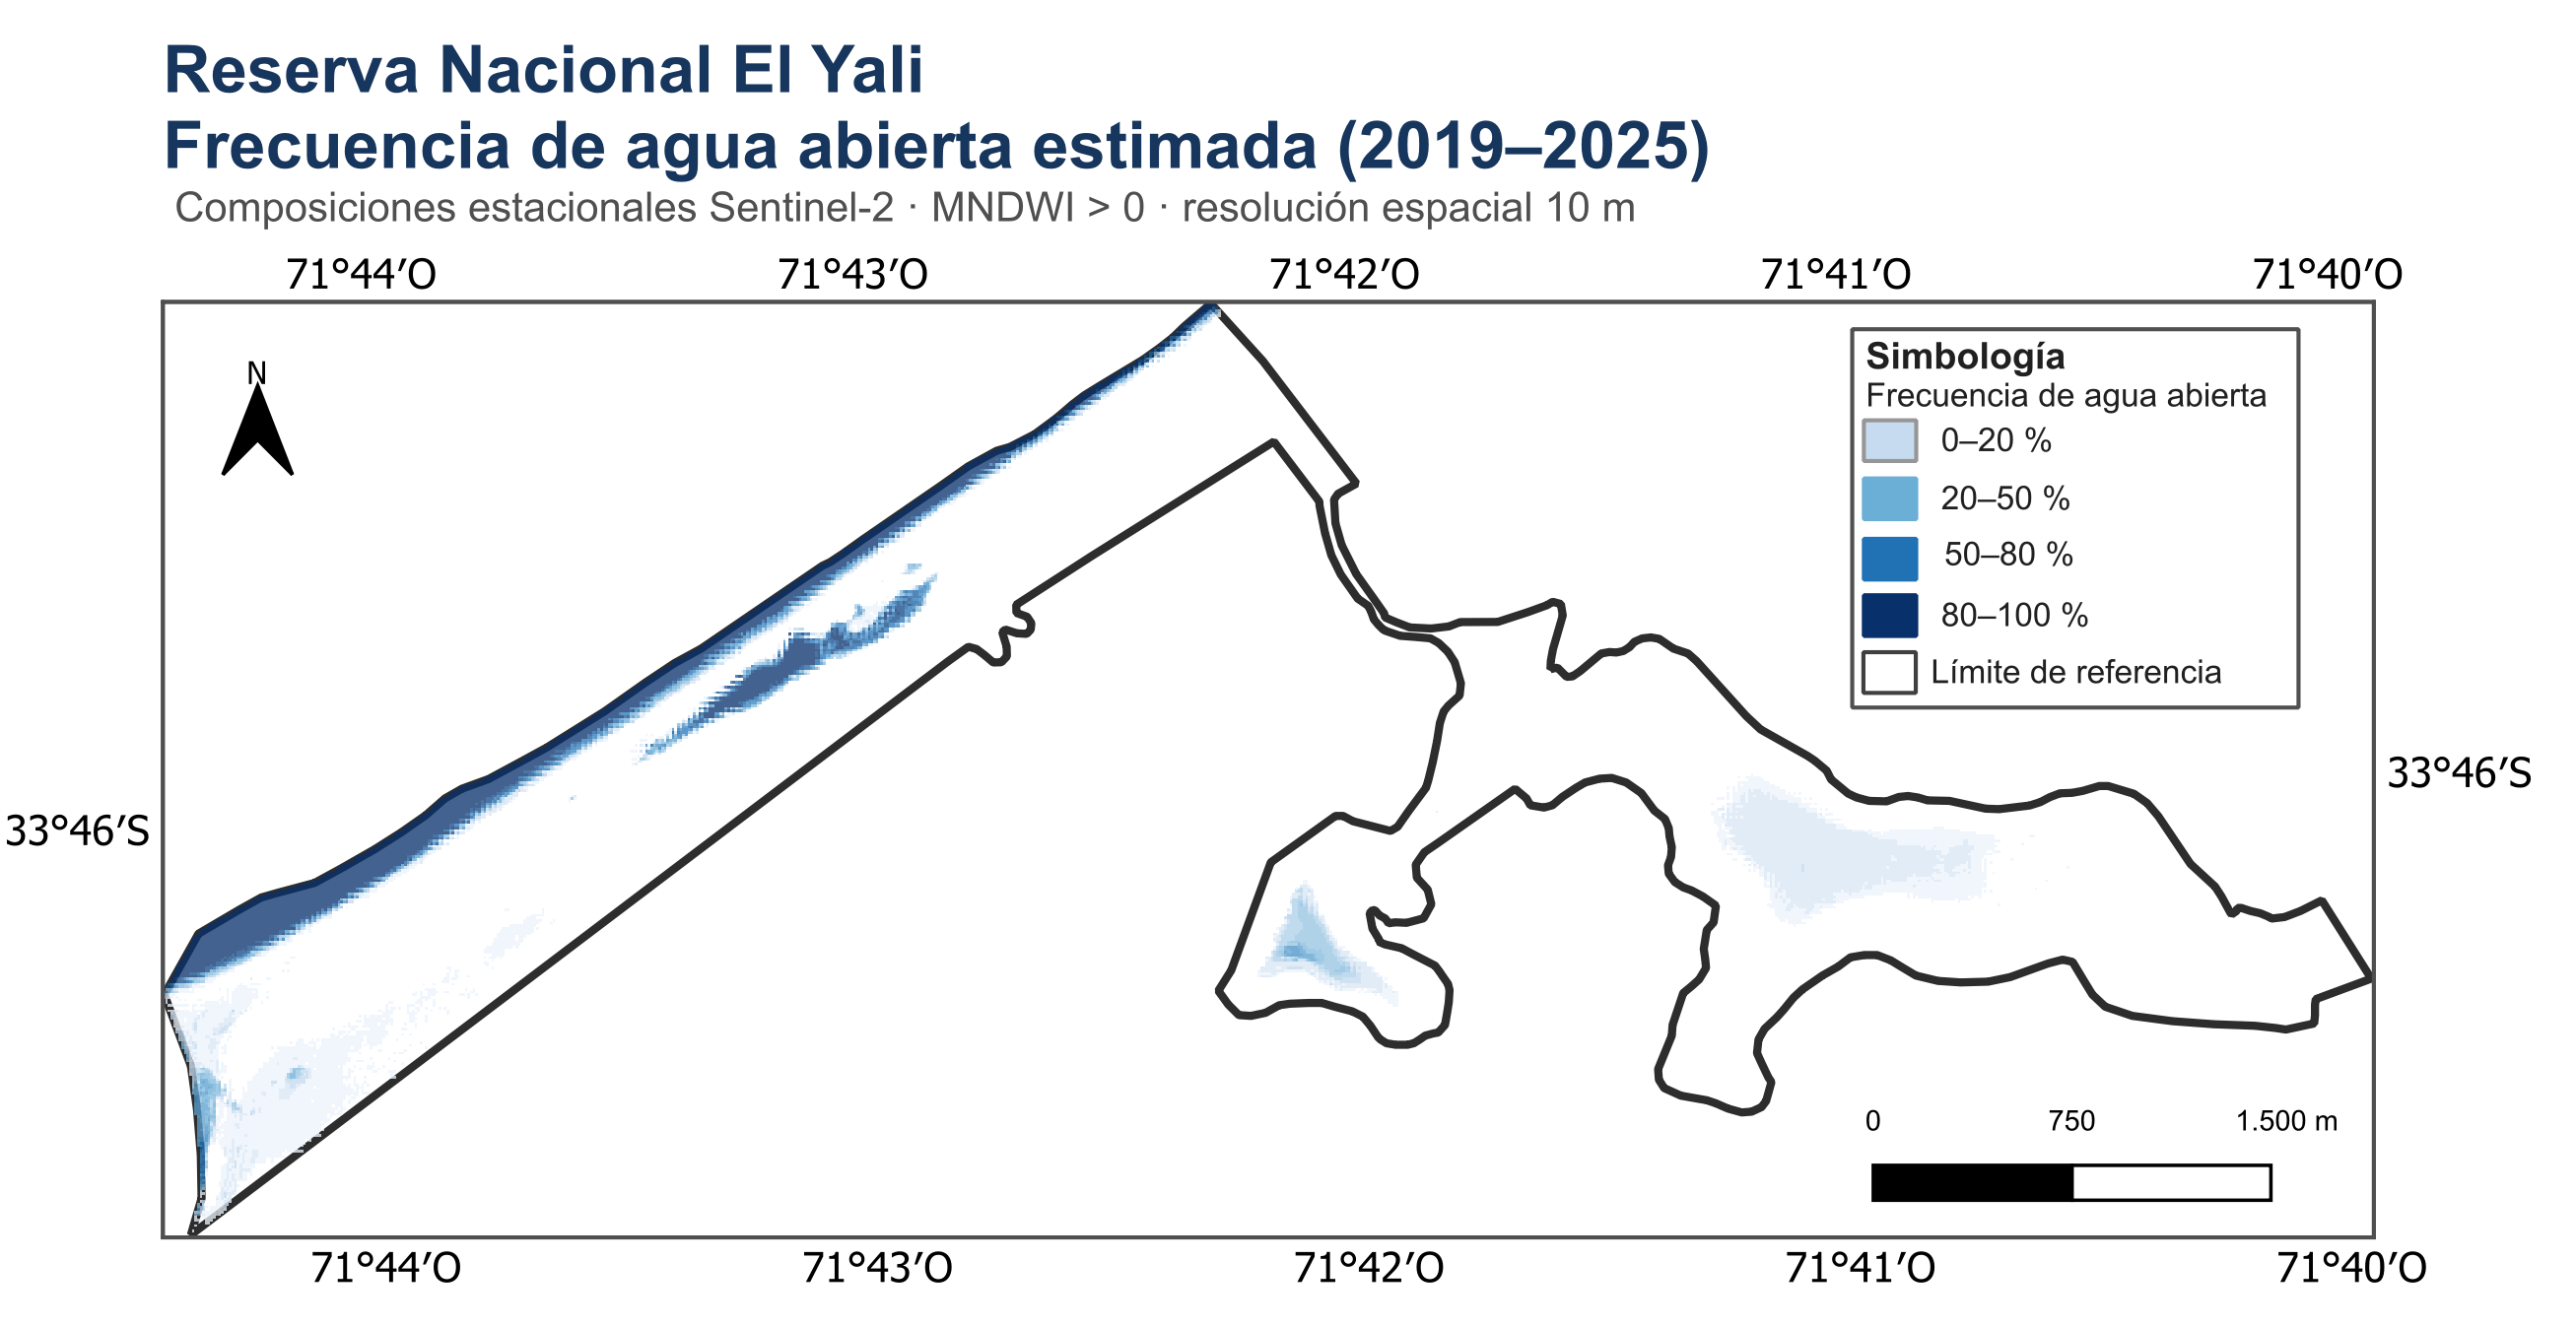 Reserva Nacional El Yali
Frecuencia de agua abierta estimada (2019–2025)
Composiciones estacionales Sentinel-2 · MNDWI > 0 · resolución espacial 10 m
71°44′O 71°43′O 71°42′O 71°41′O 71°40′O
N
Simbología
Frecuencia de agua abierta
0–20 %
20–50 %
50–80 %
80–100 %
Límite de referencia
33°46′S
33°46′S
0 750 1.500 m
71°44′O 71°43′O 71°42′O 71°41′O 71°40′O